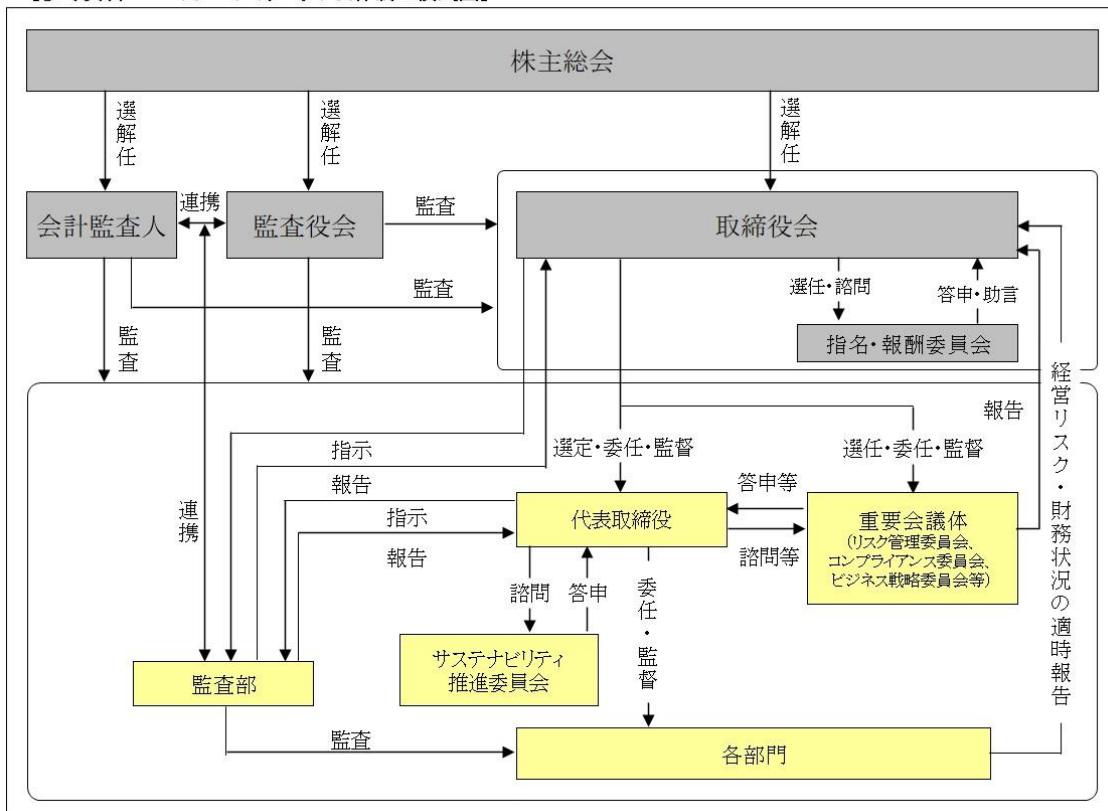 株主総会
選解任
選解任
選解任
会計監査人
連携
監査役会
監査
取締役会
監査
選任・諮問
答申・助言
監査
監査
指名・報酬委員会
報告
指示
選定・委任・監督
選任・委任・監督
報告
答申等
連携
指示
代表取締役
重要会議体
(リスク管理委員会、
コンプライアンス委員会、
ビジネス戦略委員会等)
報告
諮問等
諮問
答申
委任・監督
経営リスク・財務状況の適時報告
監査部
サステナビリティ
推進委員会
監査
各部門